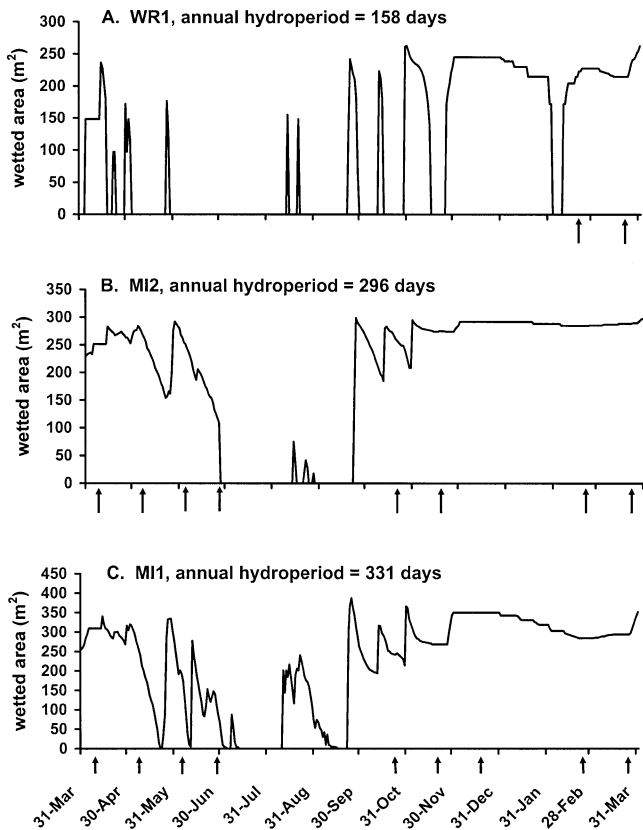 A. WR1, annual hydroperiod = 158 days
wetted area (m2)
300
250
200
150
100
50
0
B. MI2, annual hydroperiod = 296 days
wetted area (m2)
350
300
250
200
150
100
50
0
C. MI1, annual hydroperiod = 331 days
wetted area (m2)
450
400
350
300
250
200
150
100
50
0
31-Mar
30-Apr
31-May
30-Jun
31-Jul
31-Aug
30-Sep
31-Oct
30-Nov
31-Dec
31-Jan
28-Feb
31-Mar